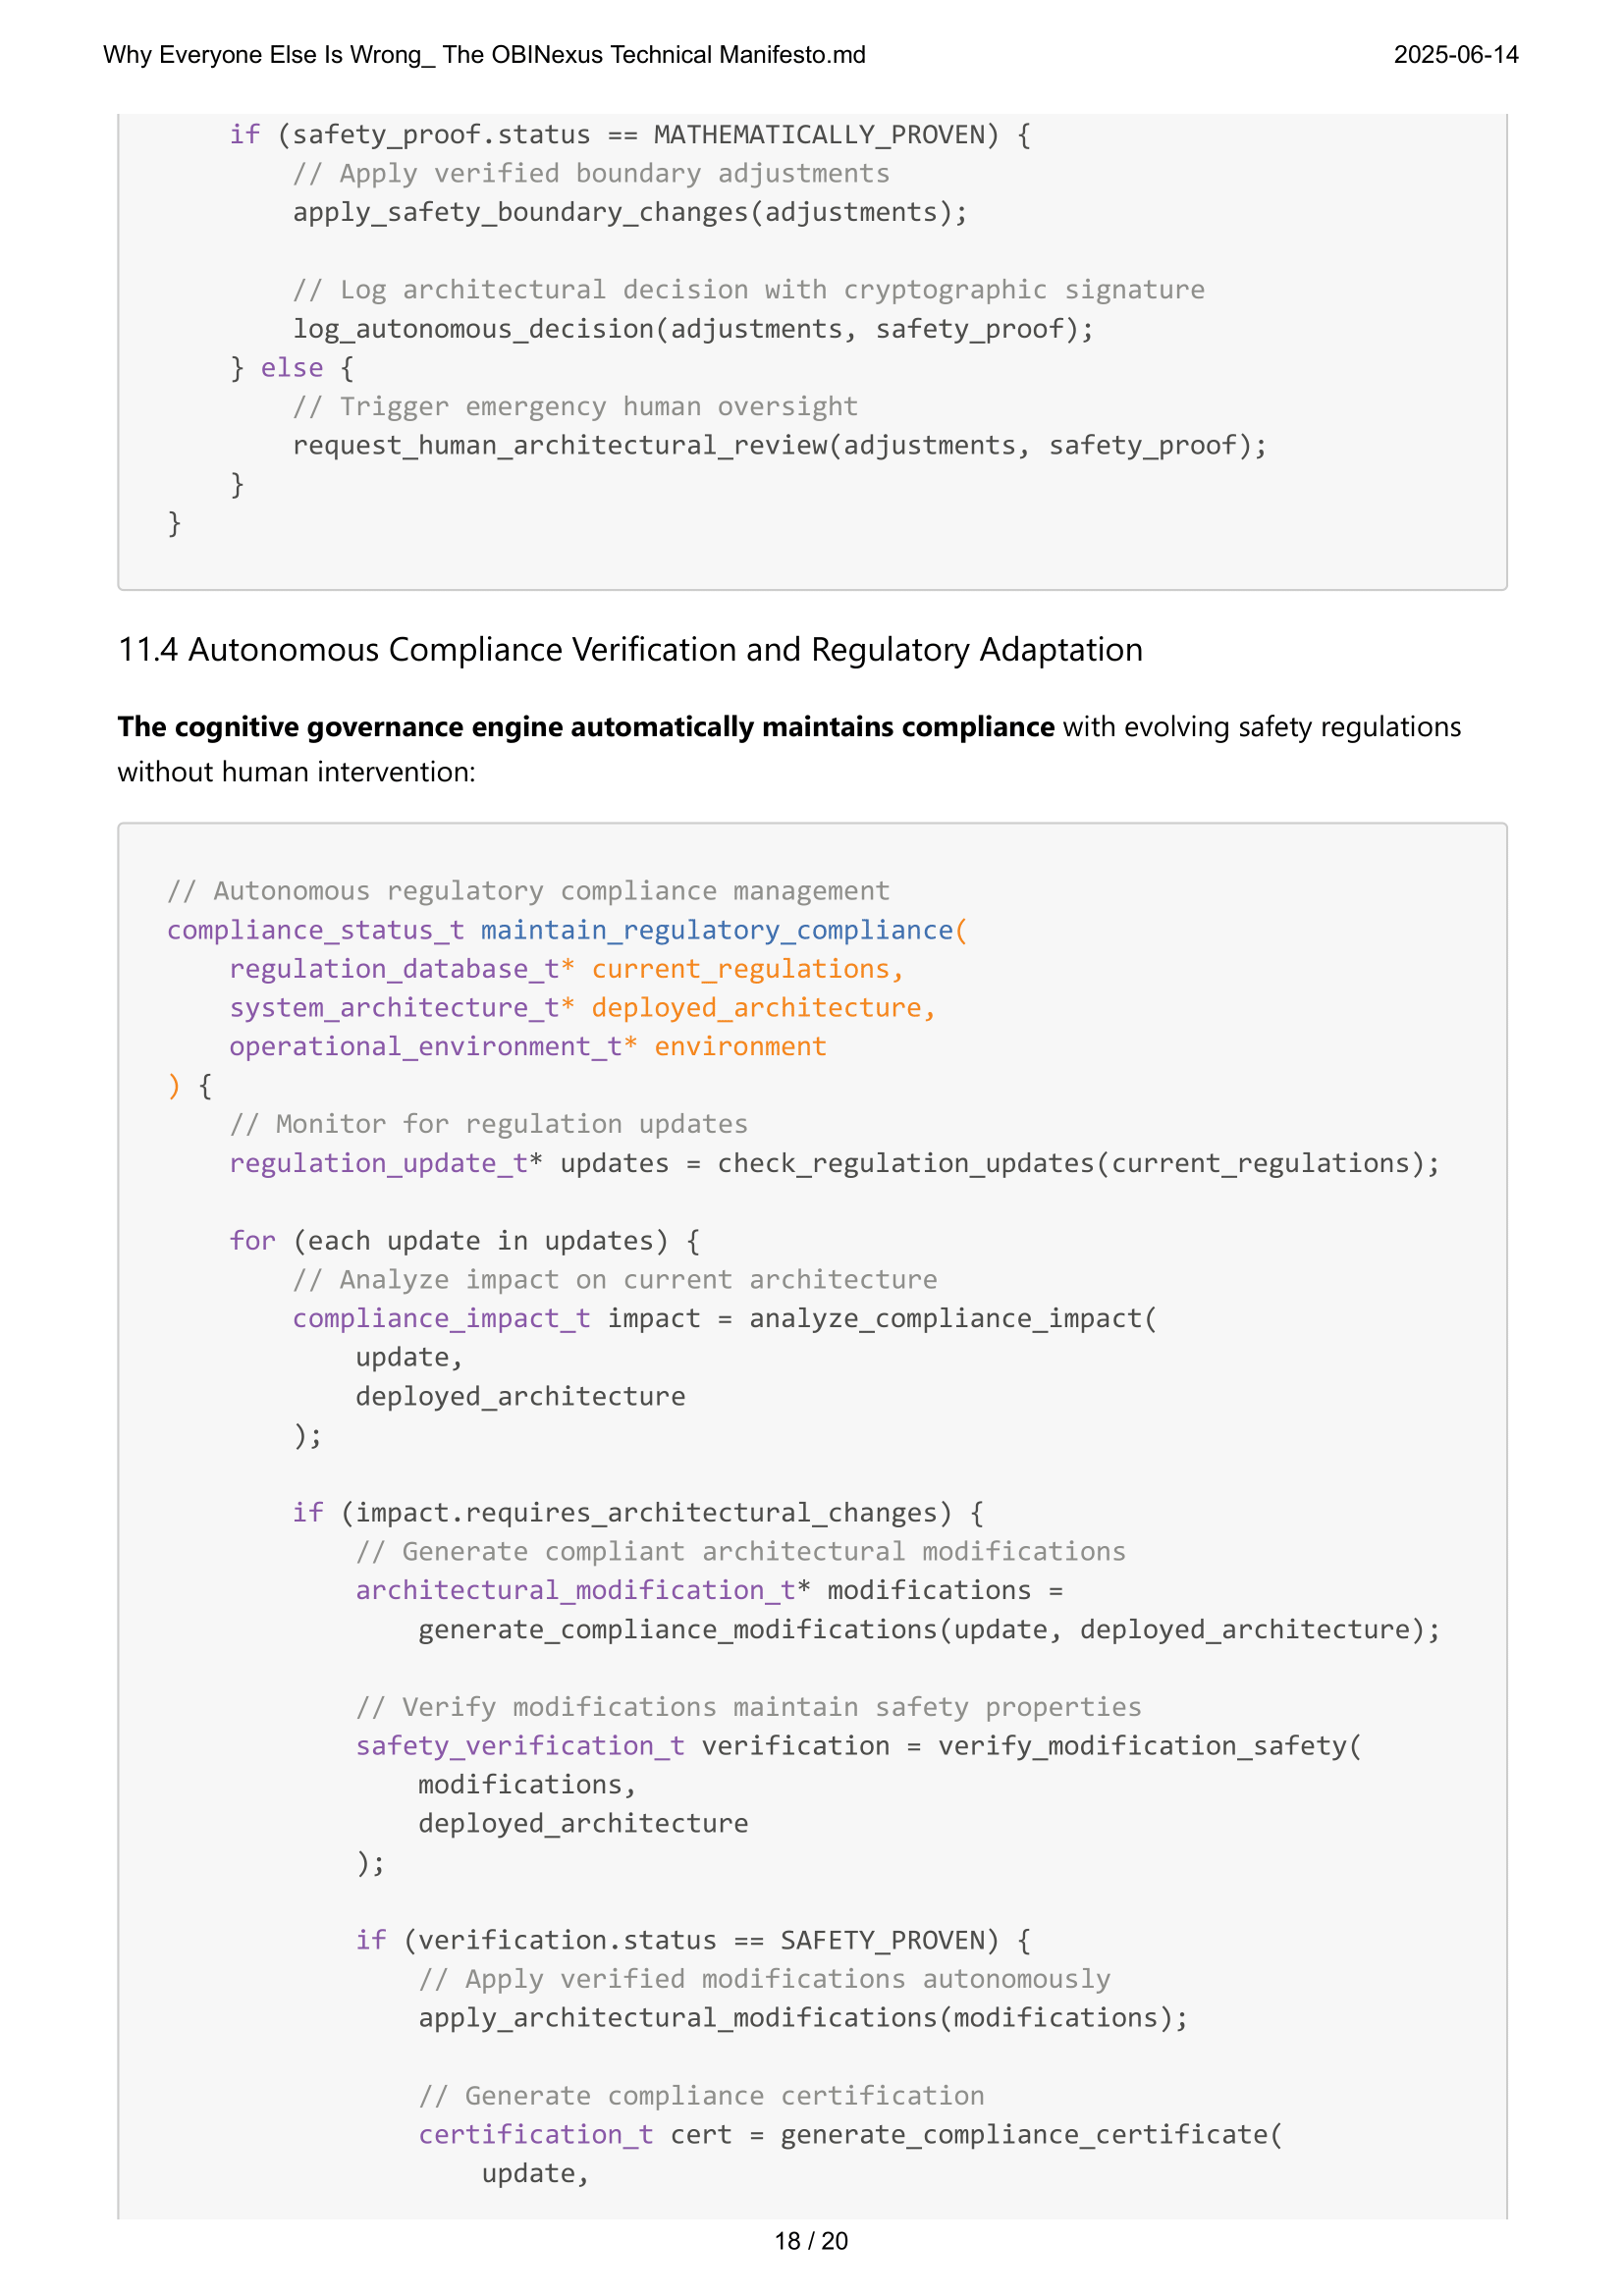 Why Everyone Else Is Wrong_ The OBINexus Technical Manifesto.md 2025-06-14
    if (safety_proof.status == MATHEMATICALLY_PROVEN) {
        // Apply verified boundary adjustments
        apply_safety_boundary_changes(adjustments);

        // Log architectural decision with cryptographic signature
        log_autonomous_decision(adjustments, safety_proof);
    } else {
        // Trigger emergency human oversight
        request_human_architectural_review(adjustments, safety_proof);
    }
}
11.4 Autonomous Compliance Verification and Regulatory Adaptation
The cognitive governance engine automatically maintains compliance with evolving safety regulations
without human intervention:
// Autonomous regulatory compliance management
compliance_status_t maintain_regulatory_compliance(
    regulation_database_t* current_regulations,
    system_architecture_t* deployed_architecture,
    operational_environment_t* environment
) {
    // Monitor for regulation updates
    regulation_update_t* updates = check_regulation_updates(current_regulations);

    for (each update in updates) {
        // Analyze impact on current architecture
        compliance_impact_t impact = analyze_compliance_impact(
            update,
            deployed_architecture
        );

        if (impact.requires_architectural_changes) {
            // Generate compliant architectural modifications
            architectural_modification_t* modifications =
                generate_compliance_modifications(update, deployed_architecture);

            // Verify modifications maintain safety properties
            safety_verification_t verification = verify_modification_safety(
                modifications,
                deployed_architecture
            );

            if (verification.status == SAFETY_PROVEN) {
                // Apply verified modifications autonomously
                apply_architectural_modifications(modifications);

                // Generate compliance certification
                certification_t cert = generate_compliance_certificate(
                    update,
18 / 20